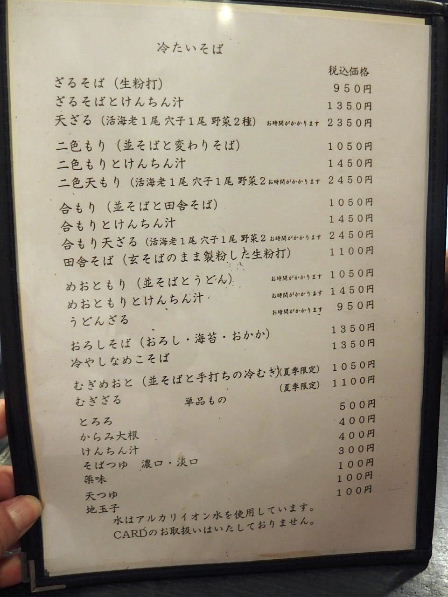 冷たいそば
税込価格
ざるそば（生粉打） 950円
ざるそばとけんちん汁 1350円
天ざる（活海老1尾 穴子1尾 野菜2種） お時間がかかります 2350円
二色もり（並そばと変わりそば） 1050円
二色もりとけんちん汁 1450円
二色天もり（活海老1尾 穴子1尾 野菜2 お時間がかかります 2450円
合もり（並そばと田舎そば） 1050円
合もりとけんちん汁 1450円
合もり天ざる（活海老1尾 穴子1尾 野菜2 お時間がかかります 2450円
田舎そば（玄そばのまま製粉した生粉打） 1100円
めおともり（並そばとうどん） お時間がかかります 1050円
めおともりとけんちん汁 お時間がかかります 1450円
うどんざる お時間がかかります 950円
おろしそば（おろし・海苔・おかか） 1350円
冷やしなめこそば 1350円
むぎめおと（並そばと手打ちの冷むぎ）（夏季限定） 1050円
むぎざる （夏季限定） 1100円
単品もの
とろろ 500円
からみ大根 400円
けんちん汁 400円
そばつゆ 濃口・淡口 300円
薬味 100円
天つゆ 100円
地玉子 100円
水はアルカリイオン水を使用しています。
CARDのお取扱いはいたしておりません。